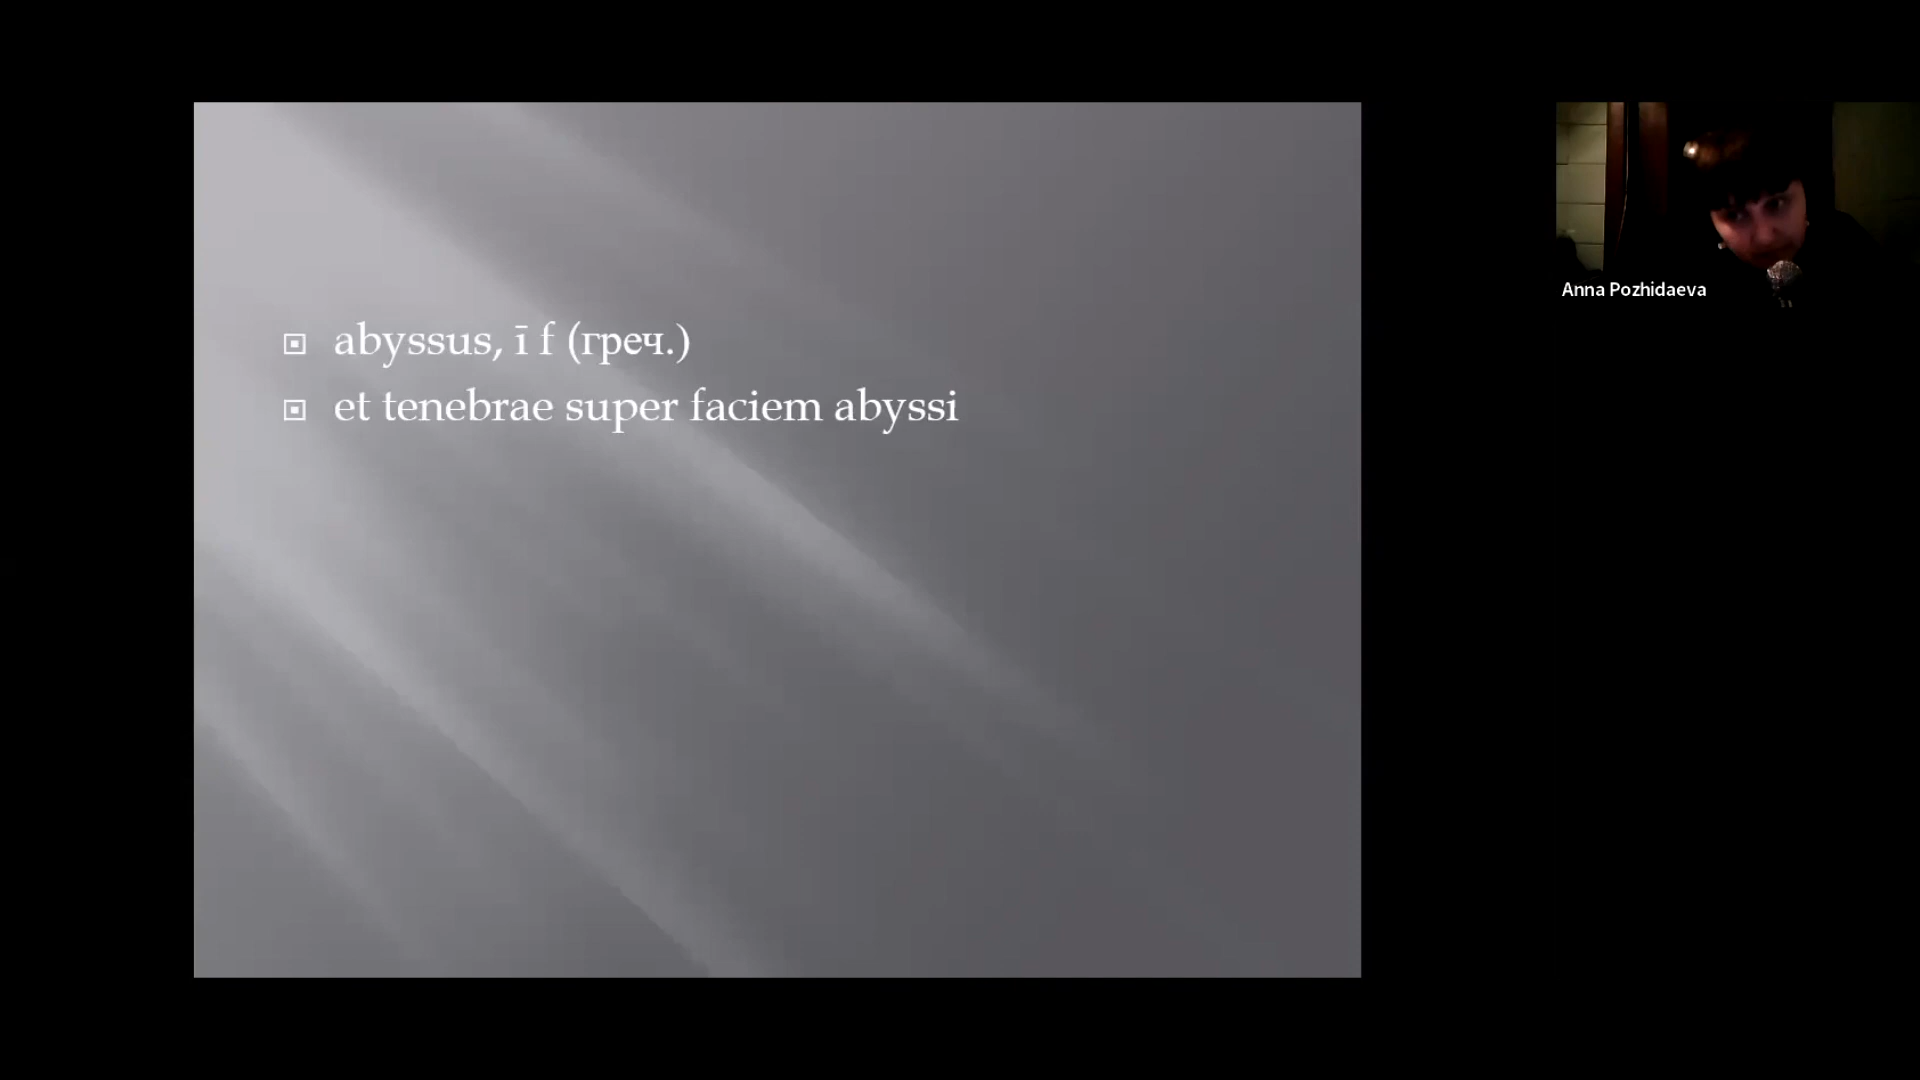 abyssus, ī f (греч.)
et tenebrae super faciem abyssi
Anna Pozhidaeva